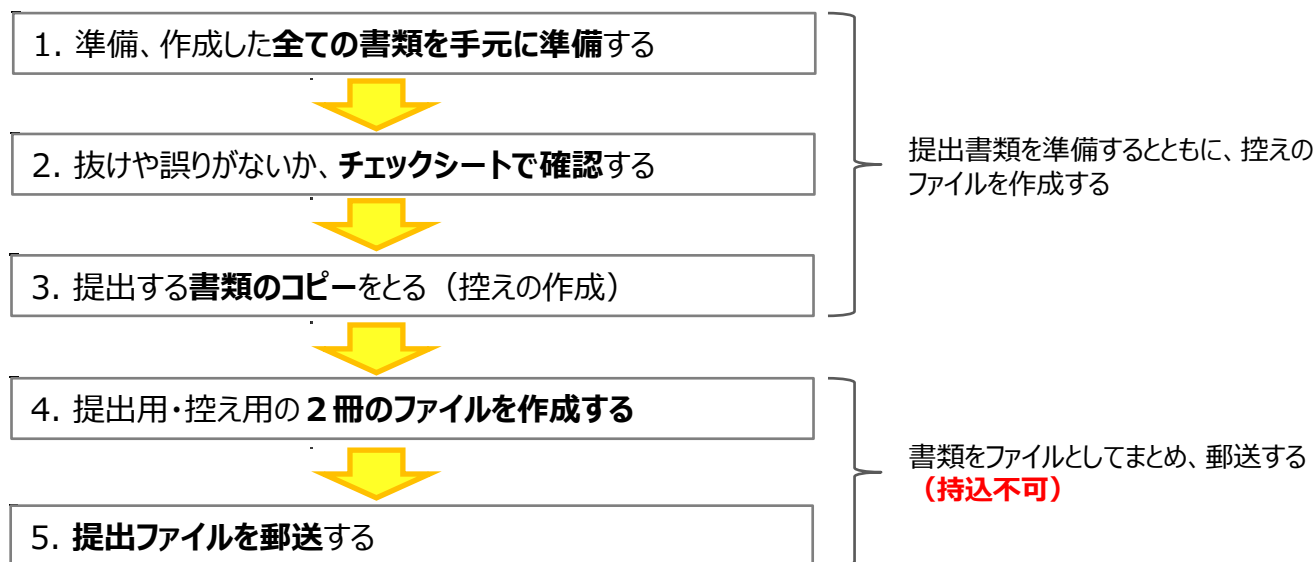 1. 準備、作成した全ての書類を手元に準備する
2. 抜けや誤りがないか、チェックシートで確認する
提出書類を準備するとともに、控えの
ファイルを作成する
3. 提出する書類のコピーをとる（控えの作成）
4. 提出用・控え用の２冊のファイルを作成する
書類をファイルとしてまとめ、郵送する
（持込不可）
5. 提出ファイルを郵送する